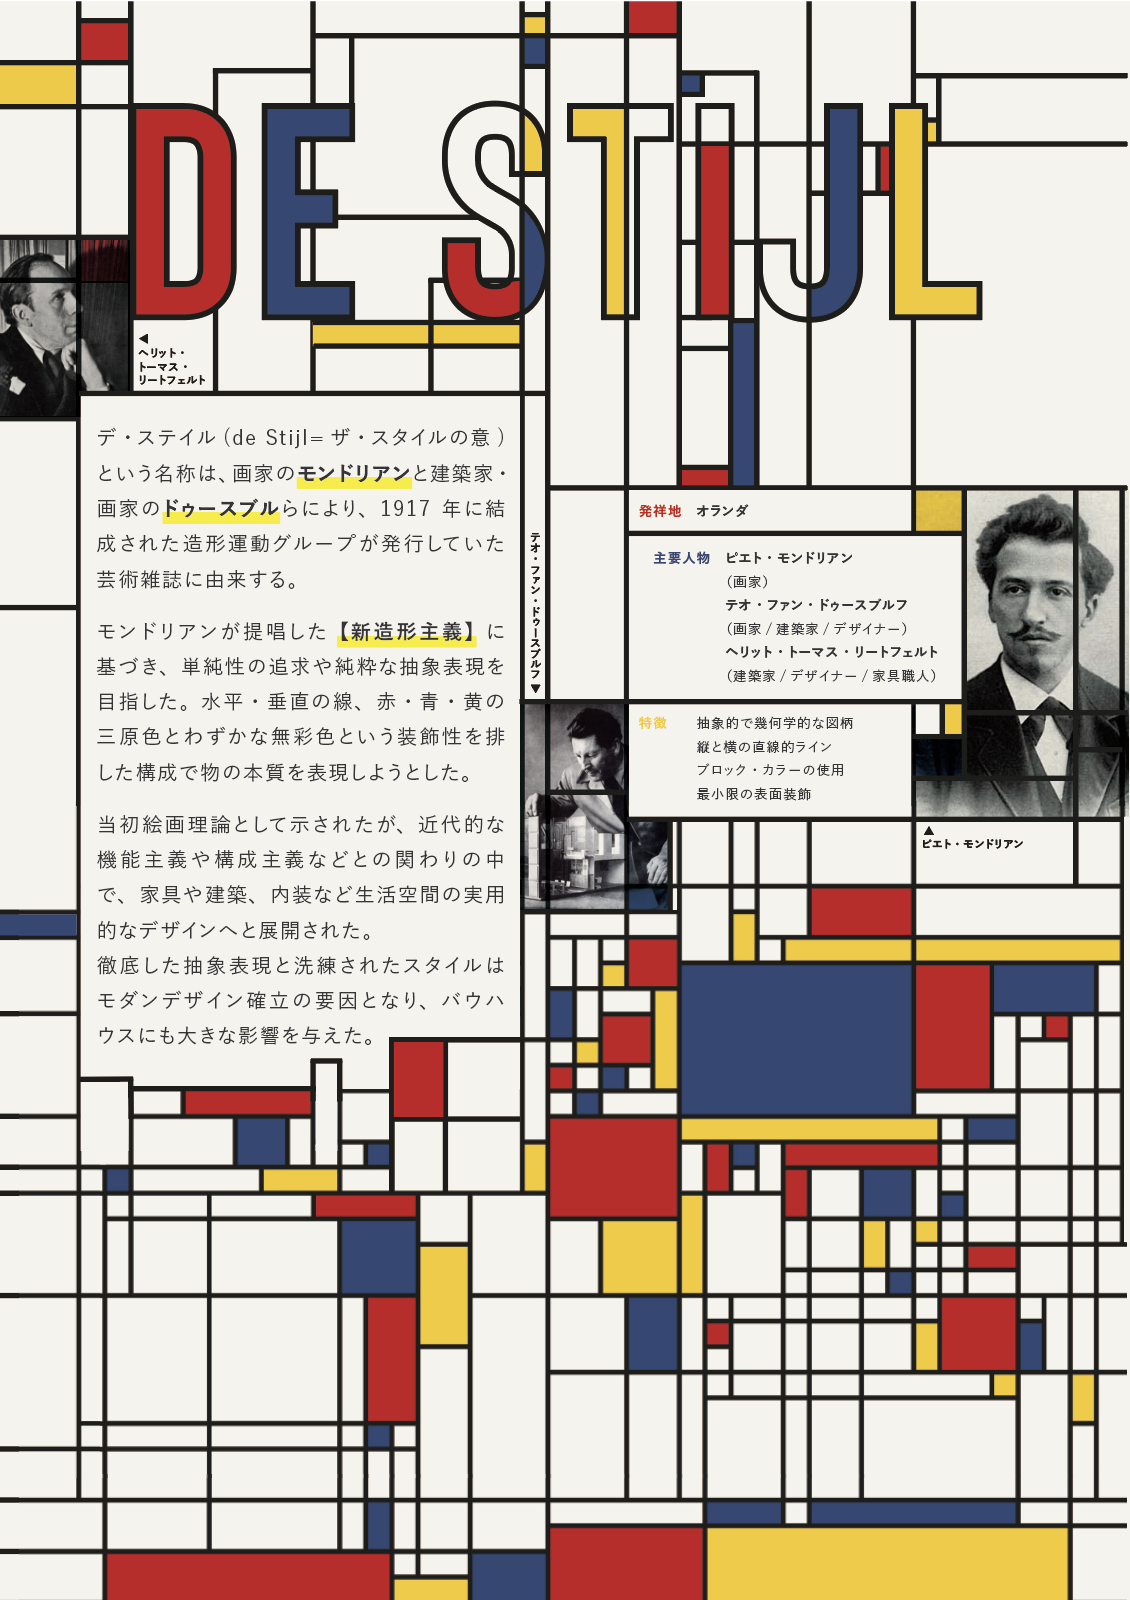 DE STIJL
◀
ヘリット・
トーマス・
リートフェルト
デ・ステイル（de Stijl= ザ・スタイルの意 ）
という名称は、画家のモンドリアンと建築家・
画家のドゥースブルらにより、1917 年に結
成された造形運動グループが発行していた
芸術雑誌に由来する。
モンドリアンが提唱した【新造形主義】に
基づき、単純性の追求や純粋な抽象表現を
目指した。水平・垂直の線、赤・青・黄の
三原色とわずかな無彩色という装飾性を排
した構成で物の本質を表現しようとした。
当初絵画理論として示されたが、近代的な
機能主義や構成主義などとの関わりの中
で、家具や建築、内装など生活空間の実用
的なデザインへと展開された。
徹底した抽象表現と洗練されたスタイルは
モダンデザイン確立の要因となり、バウハ
ウスにも大きな影響を与えた。
テオ・ファン・ドゥースブルフ▼
発祥地 オランダ
主要人物 ピエト・モンドリアン
（画家）
テオ・ファン・ドゥースブルフ
（画家 / 建築家 / デザイナー）
ヘリット・トーマス・リートフェルト
（建築家 / デザイナー / 家具職人）
特徴 抽象的で幾何学的な図柄
縦と横の直線的ライン
ブロック・カラーの使用
最小限の表面装飾
▲
ピエト・モンドリアン